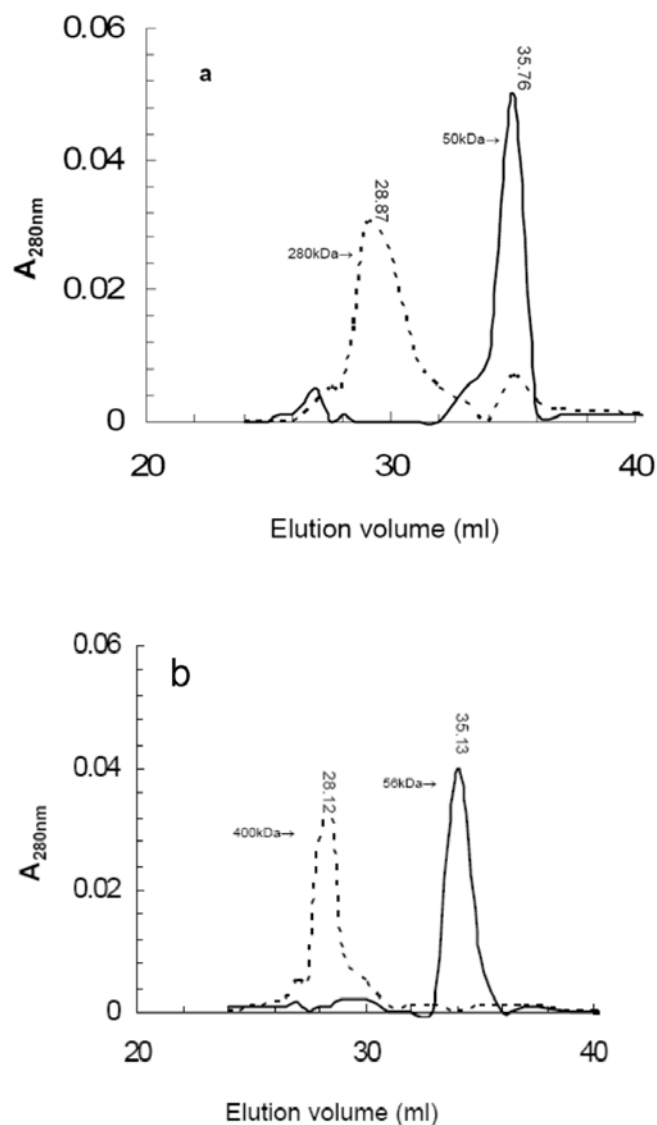 0.06
a
35.76
50kDa→
0.04
28.87
280kDa→
A280nm
0.02
0
20 30 40
Elution volume (ml)
0.06
b
35.13
0.04
56kDa→
28.12
400kDa→
A280nm
0.02
0
20 30 40
Elution volume (ml)